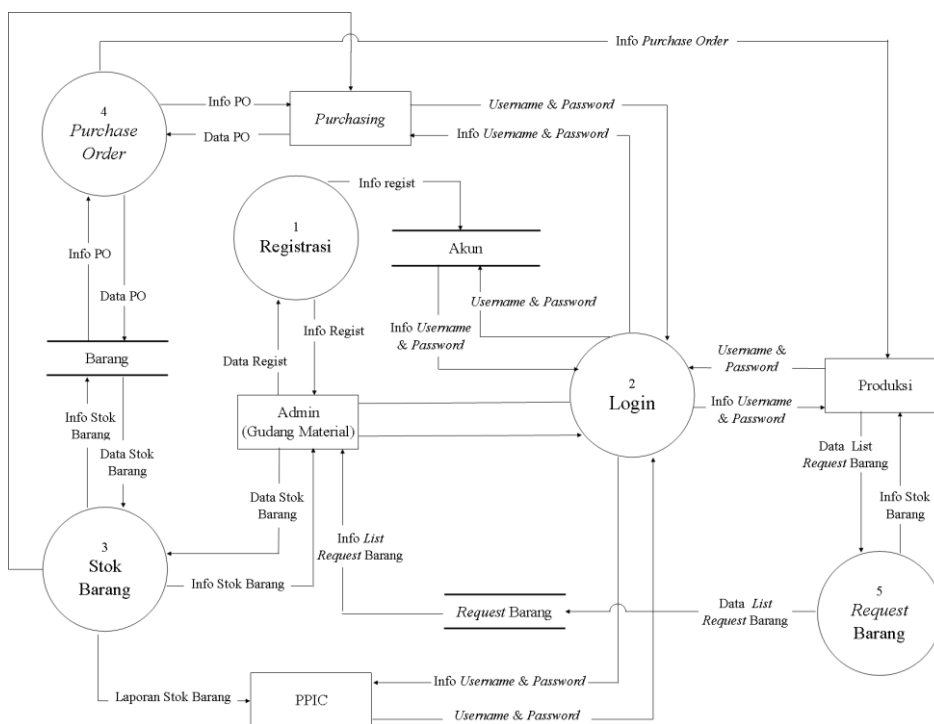 Info Purchase Order
4
Purchase
Order
Info PO
Data PO
Purchasing
Username & Password
Info Username & Password
Info regist
1
Registrasi
Akun
Info PO
Data PO
Username & Password
Info Username
& Password
Info Regist
Data Regist
Barang
2
Login
Username &
Password
Info Username
& Password
Produksi
Admin
(Gudang Material)
Info Stok
Barang
Data Stok
Barang
Data List
Request Barang
Info Stok
Barang
Data Stok
Barang
Info List
Request Barang
3
Stok
Barang
Info Stok Barang
Request Barang
Data List
Request Barang
5
Request
Barang
Laporan Stok Barang
PPIC
Info Username & Password
Username & Password